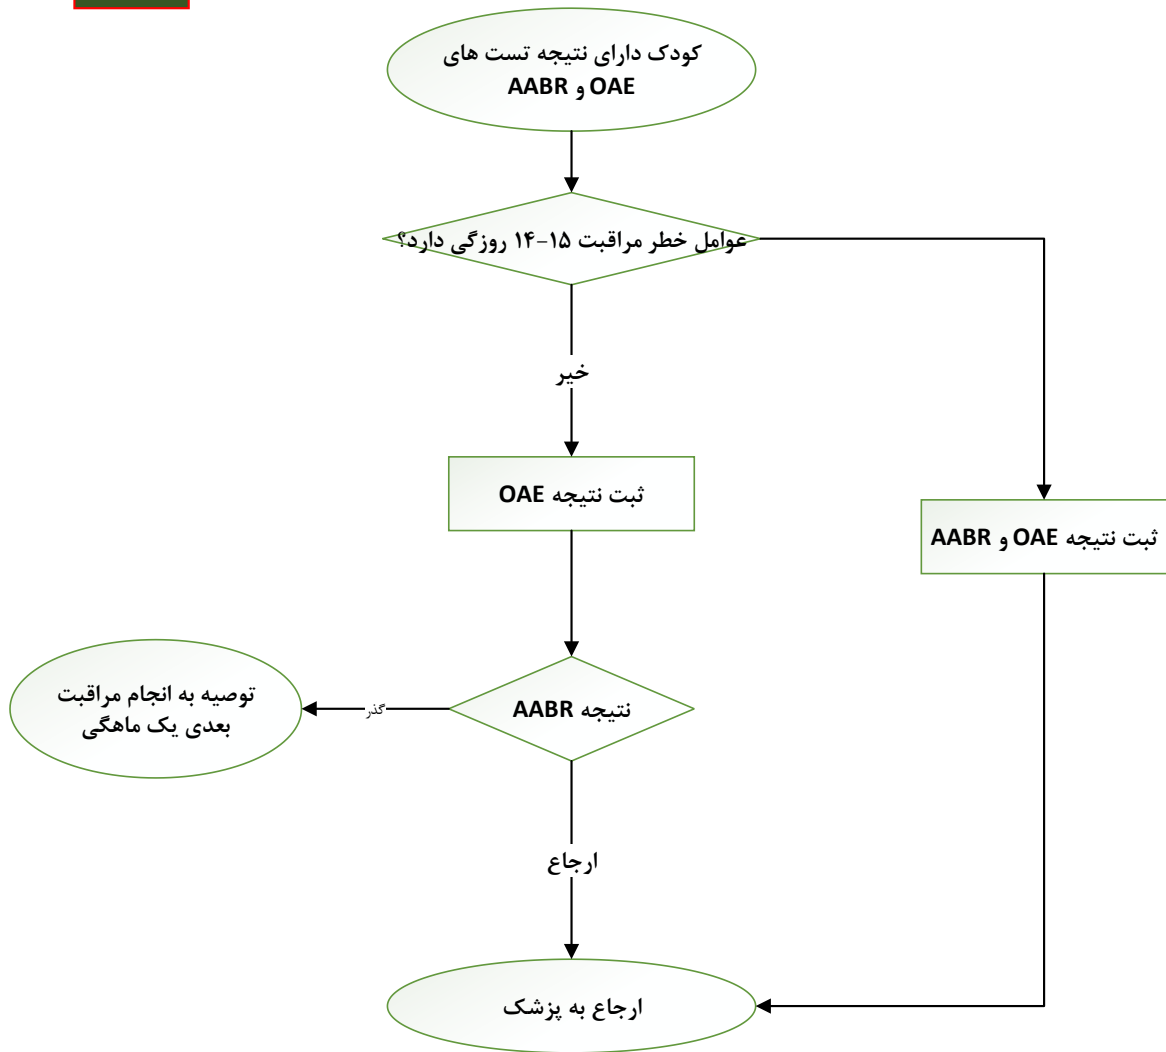 کودک دارای نتیجه تست های
OAE و AABR
عوامل خطر مراقبت ۱۵-۱۴ روزگی دارد؟
خیر
ثبت نتیجه OAE
ثبت نتیجه OAE و AABR
توصیه به انجام مراقبت
بعدی یک ماهگی
گذر
نتیجه AABR
ارجاع
ارجاع به پزشک